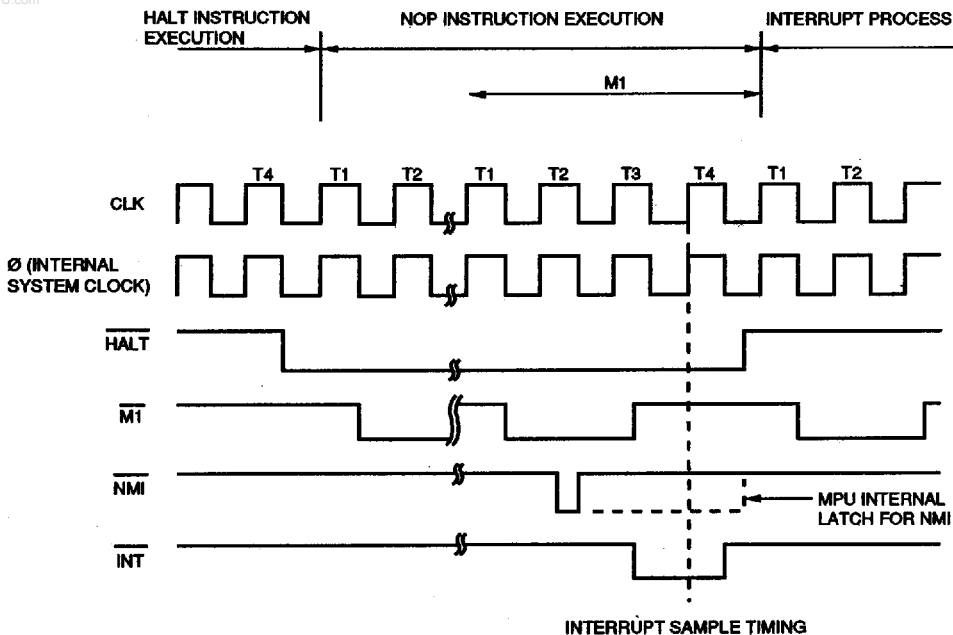 G.com
HALT INSTRUCTION
EXECUTION
NOP INSTRUCTION EXECUTION
INTERRUPT PROCESS
M1
T4 T1 T2 T1 T2 T3 T4 T1 T2
CLK
Ø (INTERNAL
SYSTEM CLOCK)
HALT
M1
NMI
MPU INTERNAL
LATCH FOR NMI
INT
INTERRUPT SAMPLE TIMING